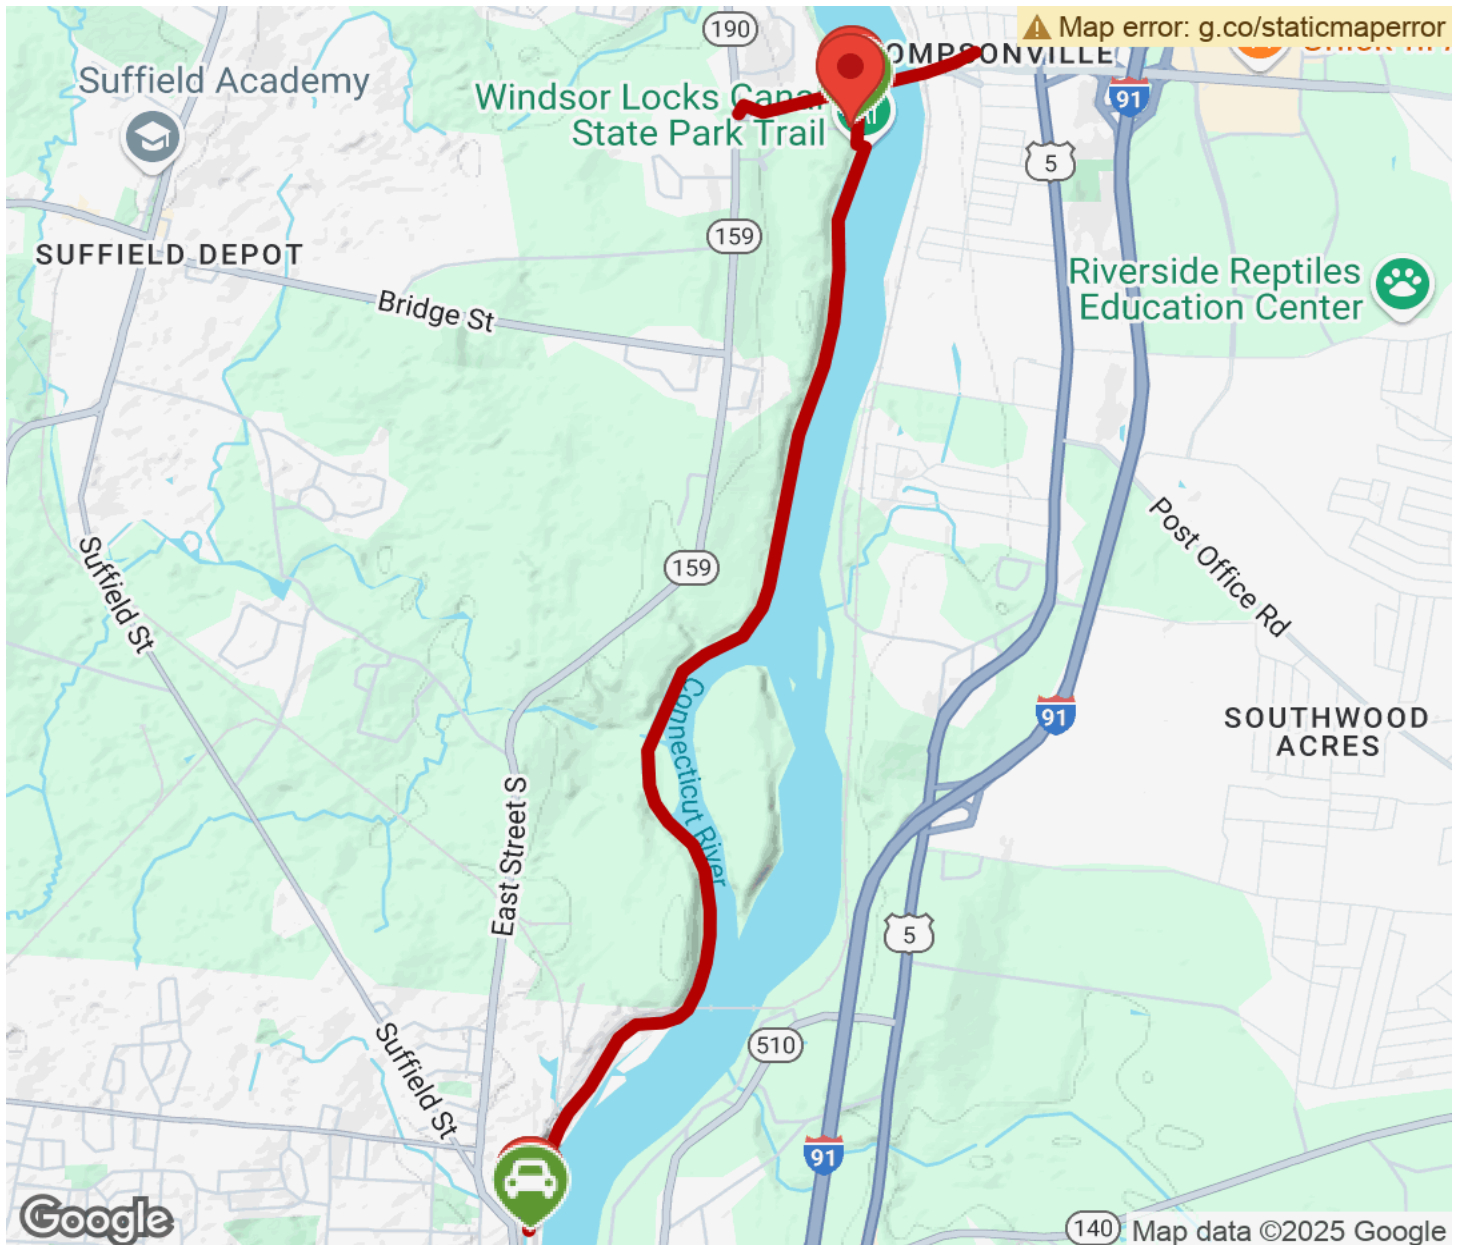 190
Map error: g.co/staticmaperror
Suffield Academy
Windsor Locks Canal
State Park Trail
91
5
159
SUFFIELD DEPOT
Riverside Reptiles
Education Center
Bridge St
Post Office Rd
159
Suffield St
Connecticut River
91
SOUTHWOOD
ACRES
East Street S
5
510
Suffield St
91
140
Google
Map data ©2025 Google